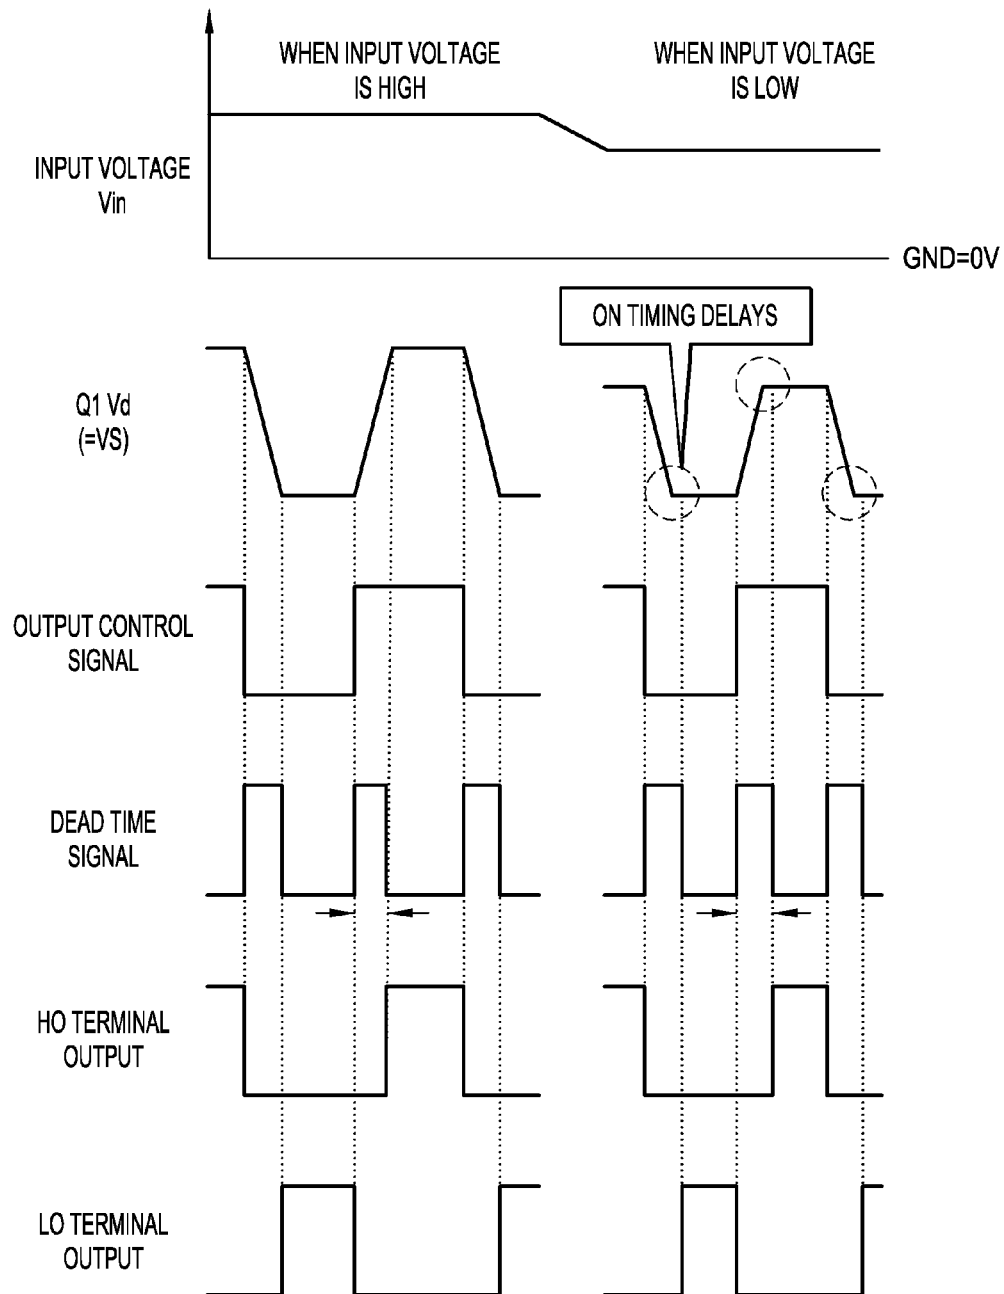 WHEN INPUT VOLTAGE
IS HIGH
WHEN INPUT VOLTAGE
IS LOW
INPUT VOLTAGE
Vin
GND=0V
ON TIMING DELAYS
Q1 Vd
(=VS)
OUTPUT CONTROL
SIGNAL
DEAD TIME
SIGNAL
HO TERMINAL
OUTPUT
LO TERMINAL
OUTPUT